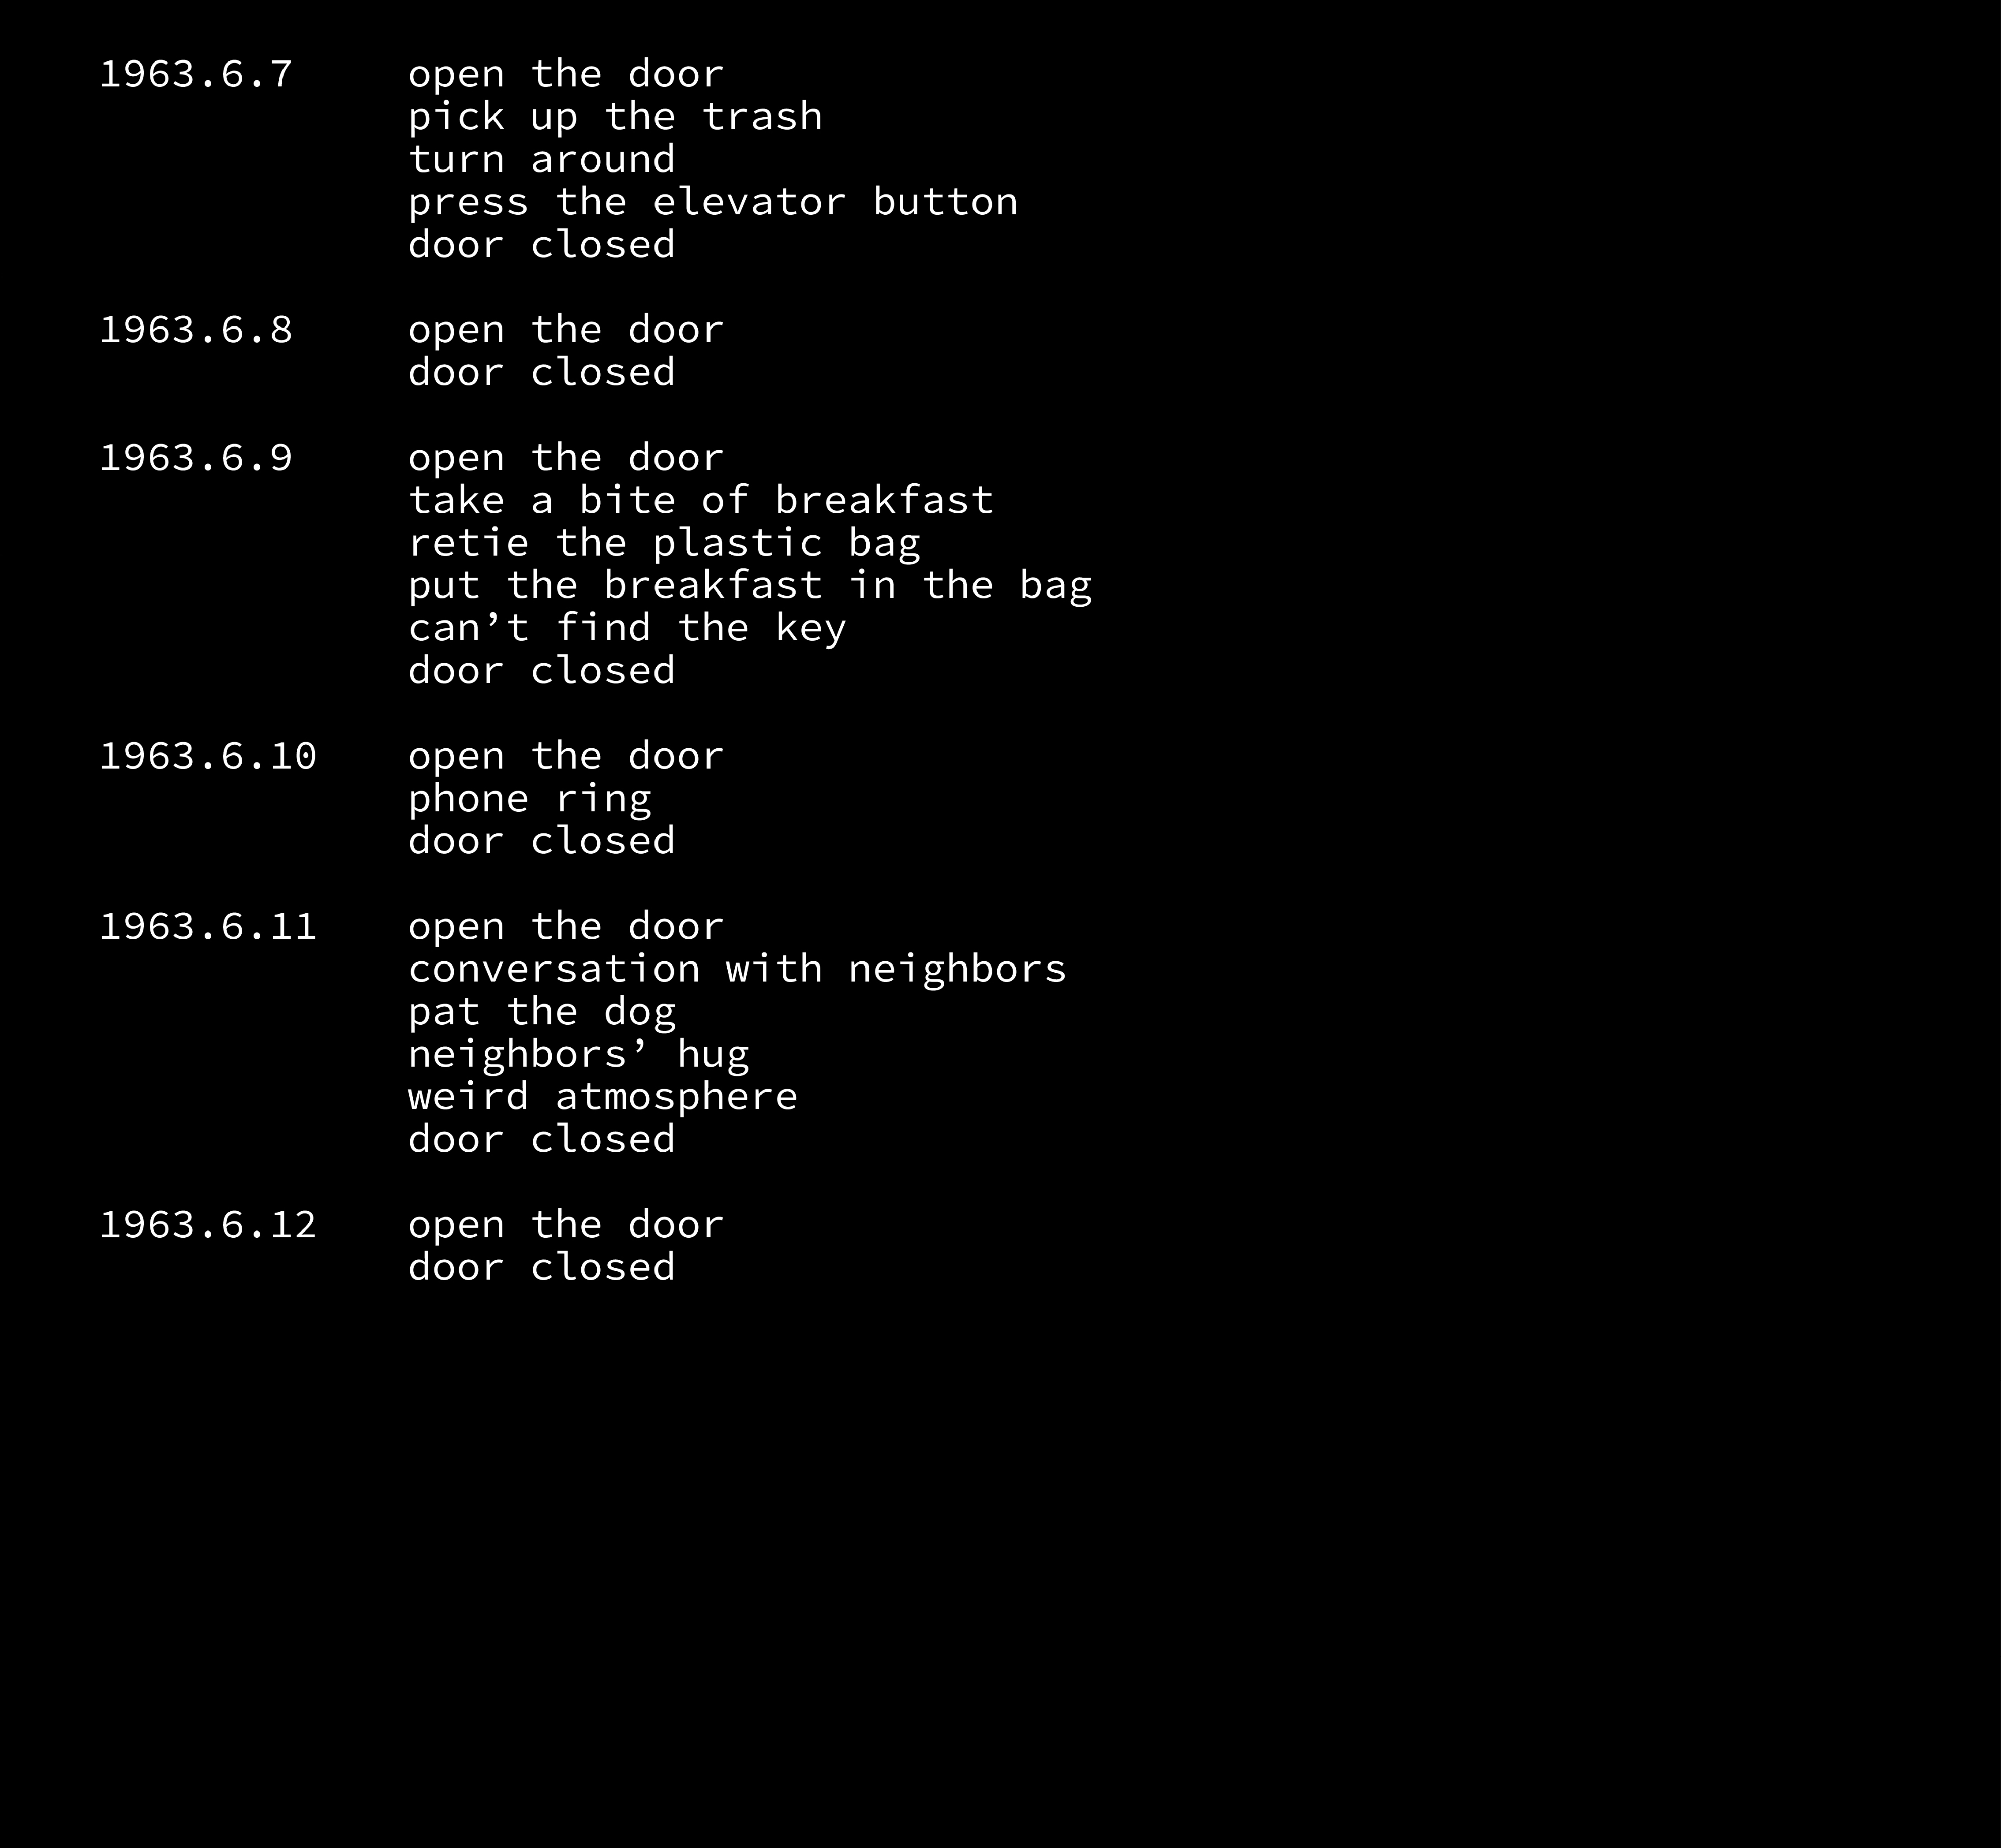 1963.6.7 open the door
pick up the trash
turn around
press the elevator button
door closed
1963.6.8 open the door
door closed
1963.6.9 open the door
take a bite of breakfast
retie the plastic bag
put the breakfast in the bag
can’t find the key
door closed
1963.6.10 open the door
phone ring
door closed
1963.6.11 open the door
conversation with neighbors
pat the dog
neighbors’ hug
weird atmosphere
door closed
1963.6.12 open the door
door closed